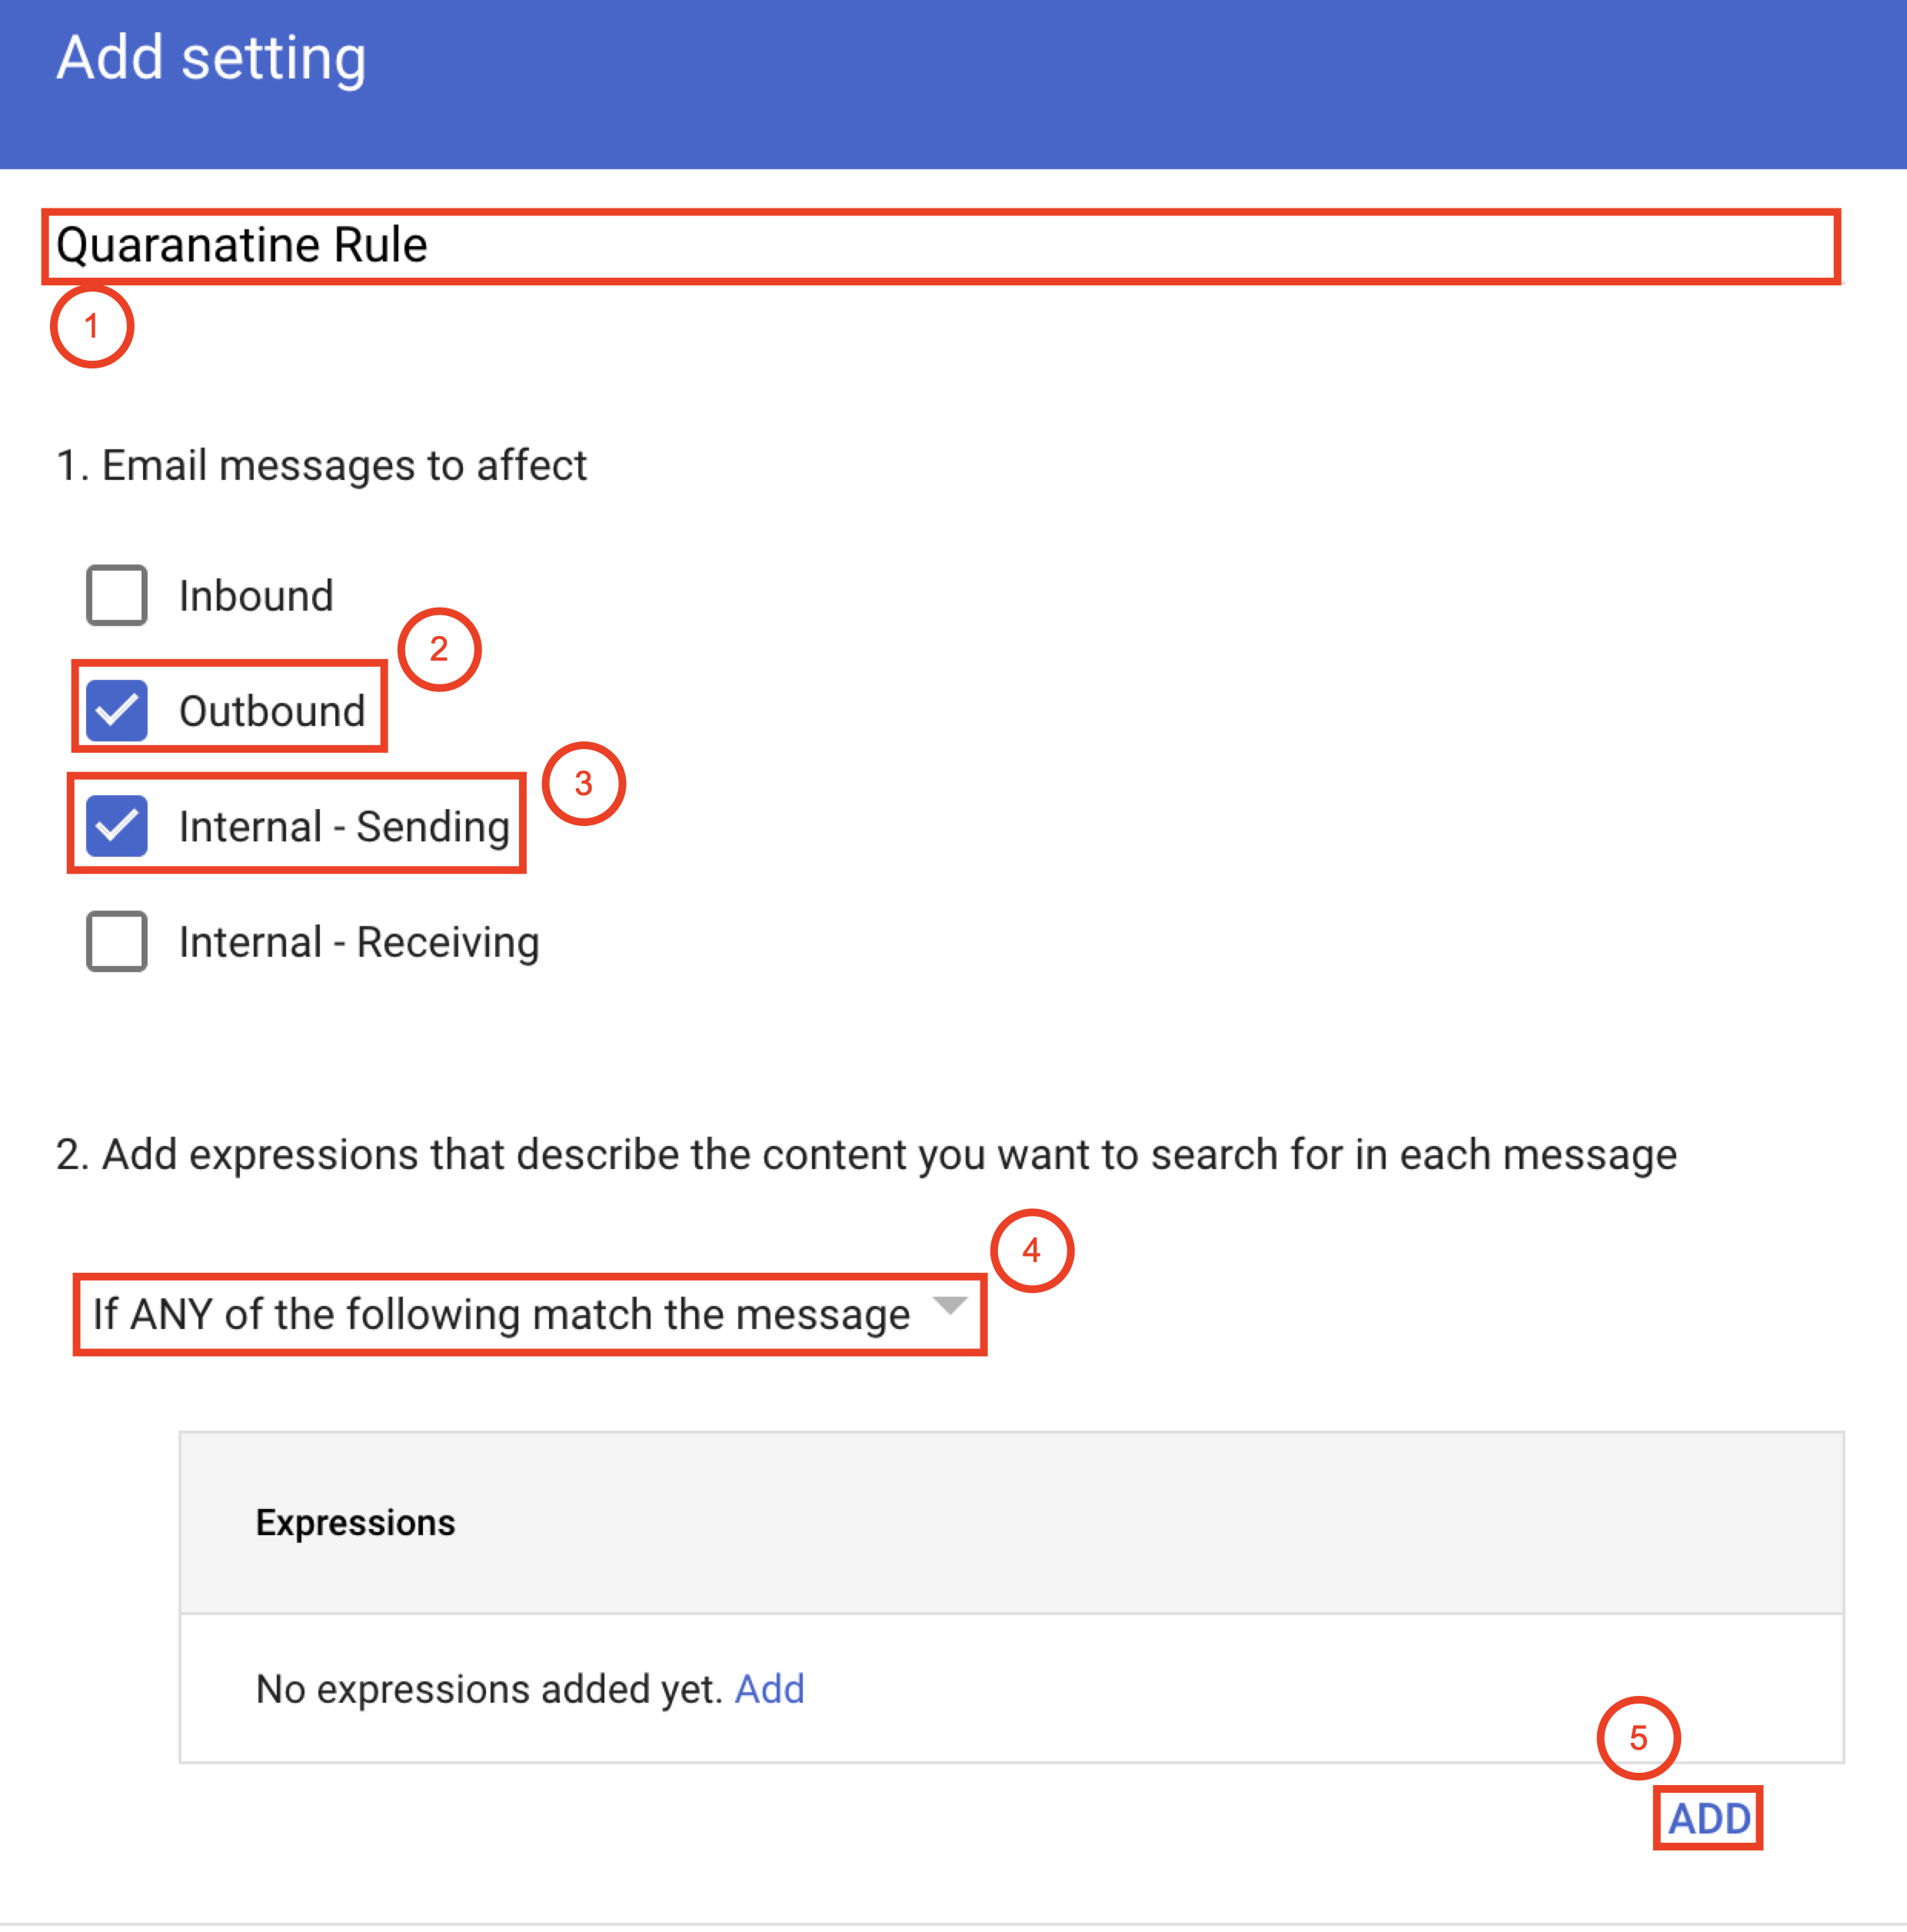 Add setting
Quaranatine Rule
1
1. Email messages to affect
Inbound
2
Outbound
3
Internal - Sending
Internal - Receiving
2. Add expressions that describe the content you want to search for in each message
4
If ANY of the following match the message
Expressions
No expressions added yet. Add
5
ADD